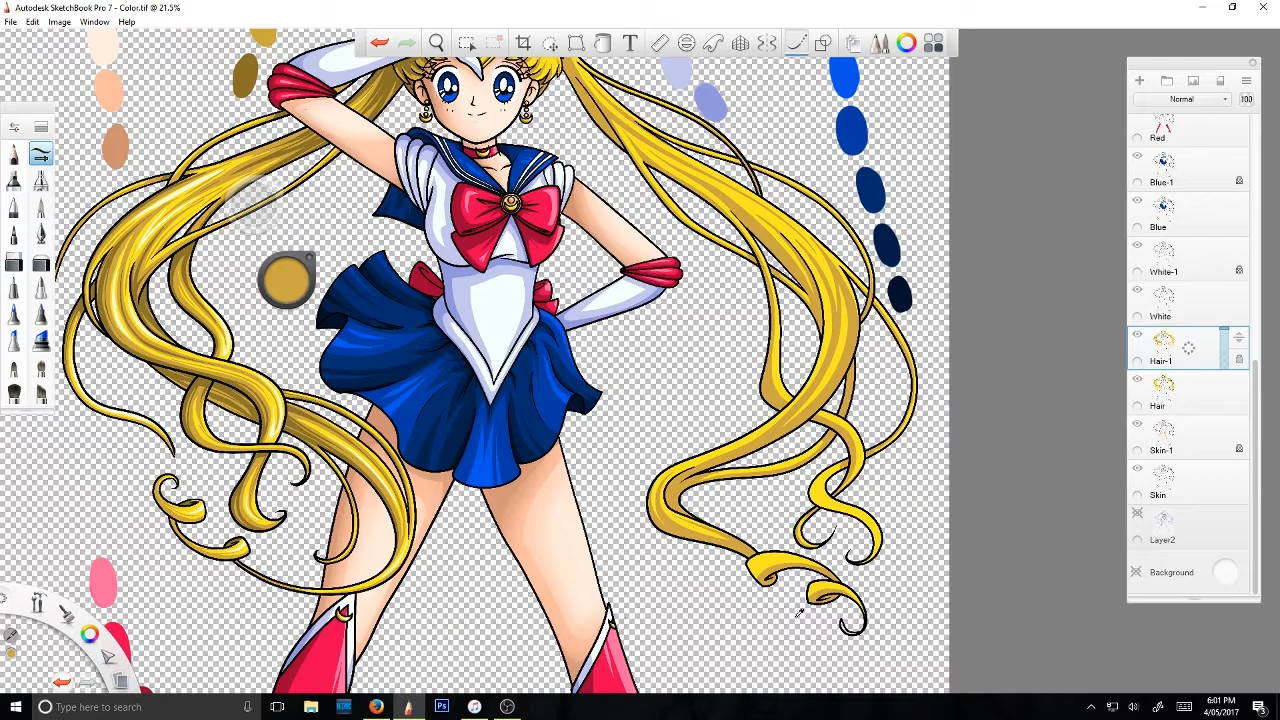 Autodesk SketchBook Pro 7 - Color.tif @ 21.5%
File Edit Image Window Help
T
Normal 100
Red
Blue-1
Blue
White-1
White
Hair-1
Hair
Skin-1
Skin
Layer2
Background
Type here to search
Ps
6:01 PM
4/05/2017
3